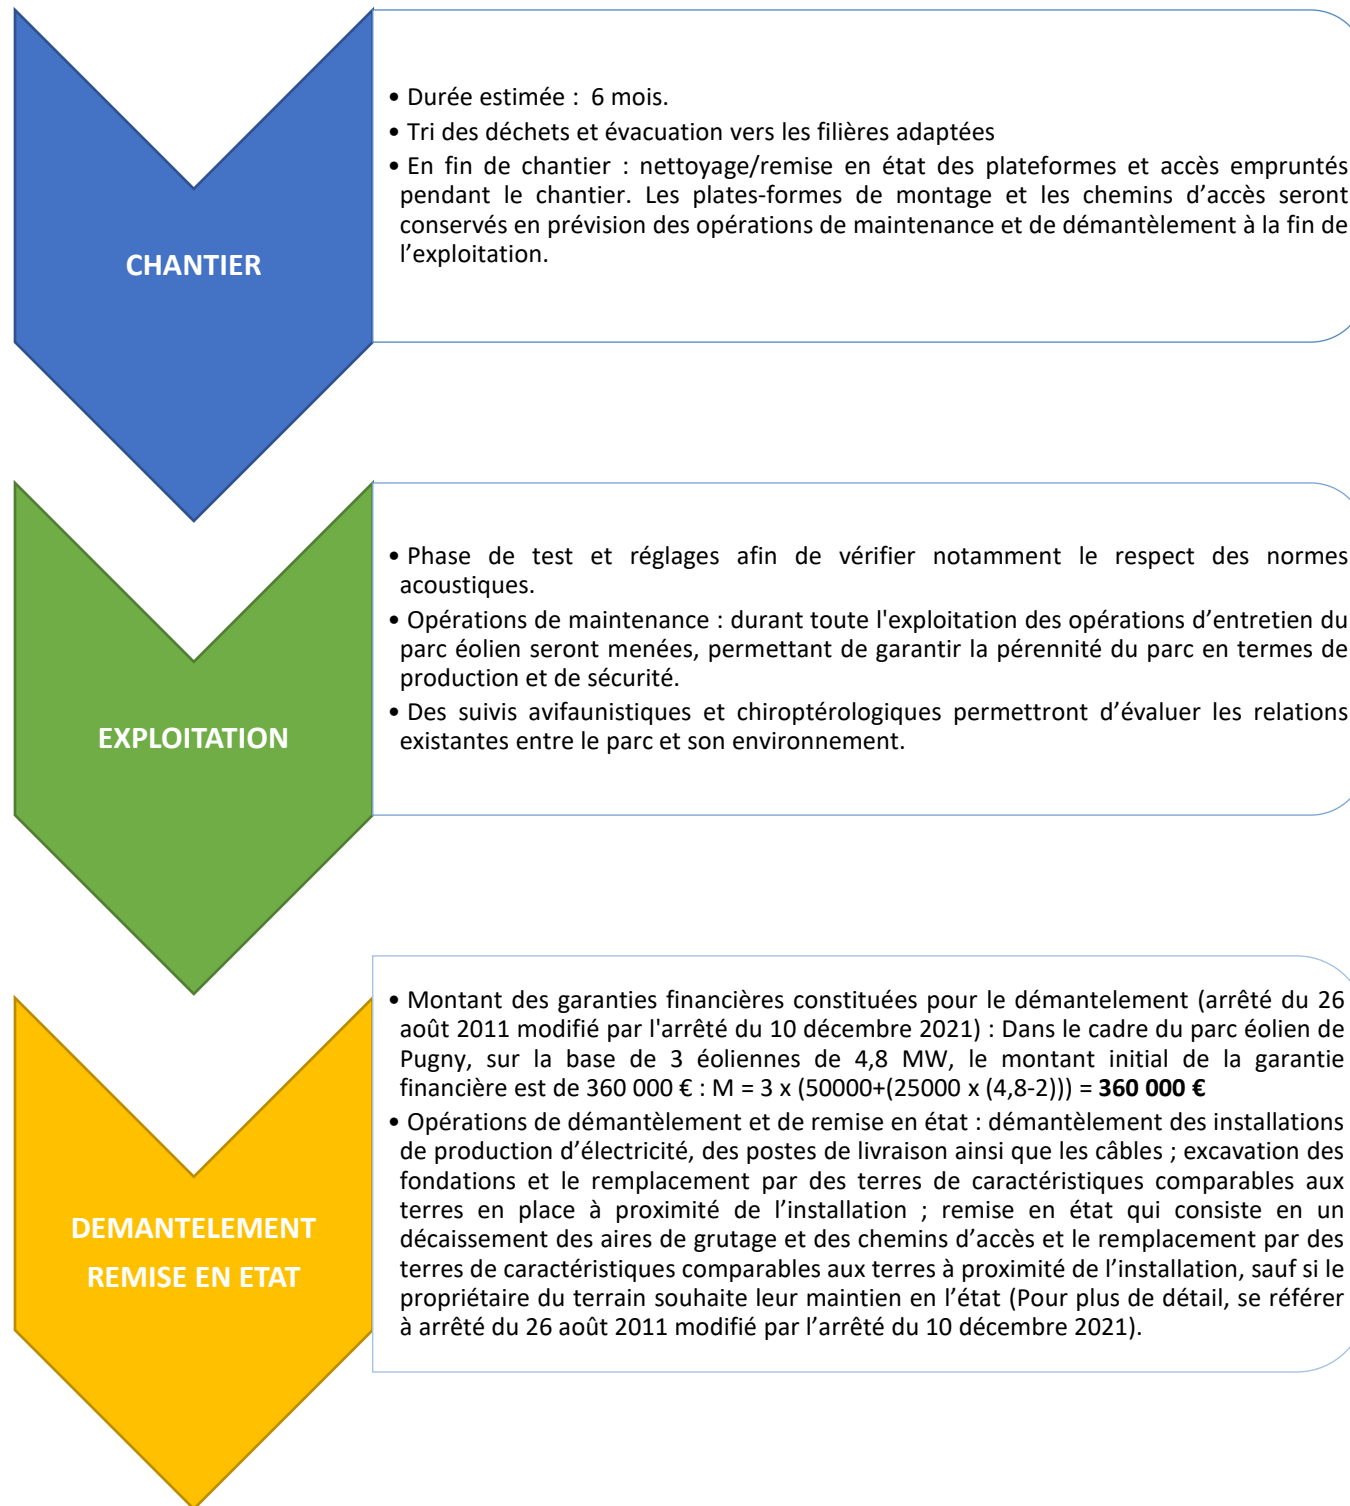 CHANTIER
• Durée estimée : 6 mois.
• Tri des déchets et évacuation vers les filières adaptées
• En fin de chantier : nettoyage/remise en état des plateformes et accès empruntés
pendant le chantier. Les plates-formes de montage et les chemins d’accès seront
conservés en prévision des opérations de maintenance et de démantèlement à la fin de
l’exploitation.
EXPLOITATION
• Phase de test et réglages afin de vérifier notamment le respect des normes
acoustiques.
• Opérations de maintenance : durant toute l'exploitation des opérations d’entretien du
parc éolien seront menées, permettant de garantir la pérennité du parc en termes de
production et de sécurité.
• Des suivis avifaunistiques et chiroptérologiques permettront d’évaluer les relations
existantes entre le parc et son environnement.
DEMANTELEMENT
REMISE EN ETAT
• Montant des garanties financières constituées pour le démantelement (arrêté du 26
août 2011 modifié par l'arrêté du 10 décembre 2021) : Dans le cadre du parc éolien de
Pugny, sur la base de 3 éoliennes de 4,8 MW, le montant initial de la garantie
financière est de 360 000 € : M = 3 x (50000+(25000 x (4,8-2))) = 360 000 €
• Opérations de démantèlement et de remise en état : démantèlement des installations
de production d’électricité, des postes de livraison ainsi que les câbles ; excavation des
fondations et le remplacement par des terres de caractéristiques comparables aux
terres en place à proximité de l’installation ; remise en état qui consiste en un
décaissement des aires de grutage et des chemins d’accès et le remplacement par des
terres de caractéristiques comparables aux terres à proximité de l’installation, sauf si le
propriétaire du terrain souhaite leur maintien en l’état (Pour plus de détail, se référer
à arrêté du 26 août 2011 modifié par l’arrêté du 10 décembre 2021).